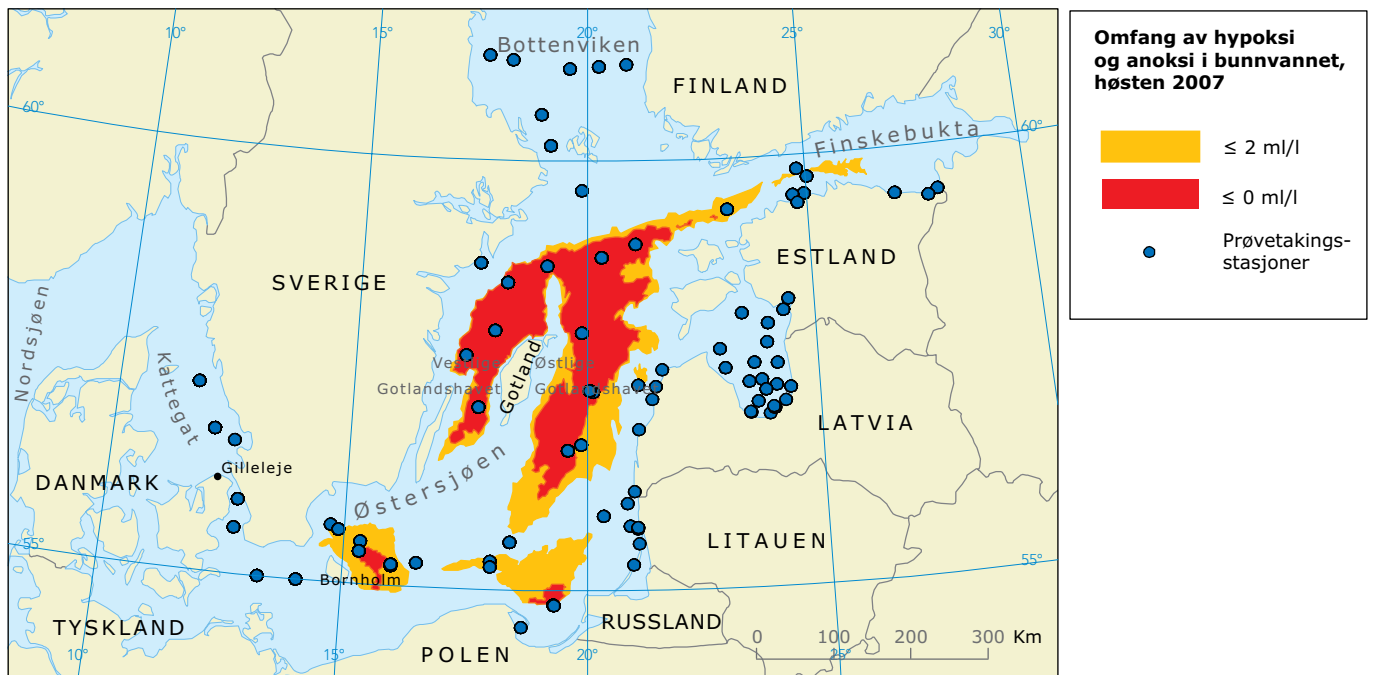 10°
15°
20°
25°
30°
Bottenviken
Omfang av hypoksi
og anoksi i bunnvannet,
høsten 2007
FINLAND
60°
60°
Finskebukta
≤ 2 ml/l
≤ 0 ml/l
Prøvetakings-
stasjoner
ESTLAND
SVERIGE
Nordsjøen
Kattegat
Vestlige
Gotlandshavet
Gotland
Østlige
Gotlandshavet
LATVIA
Gilleleje
DANMARK
Østersjøen
LITAUEN
55°
55°
Bornholm
TYSKLAND
RUSSLAND
POLEN
0 100 200 300 Km
10°
15°
20°
25°